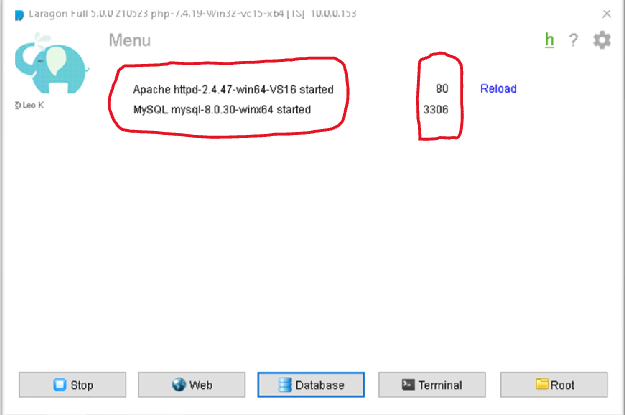 Laragon Full 5.0.0 210523 php-7.4.19-Win32-vc15-x64 [TS] 10.0.0.153
Menu
h ?
Apache httpd-2.4.47-win64-VS16 started 80 Reload
MySQL mysql-8.0.30-winx64 started 3306
© Leo K
Stop Web Database Terminal Root